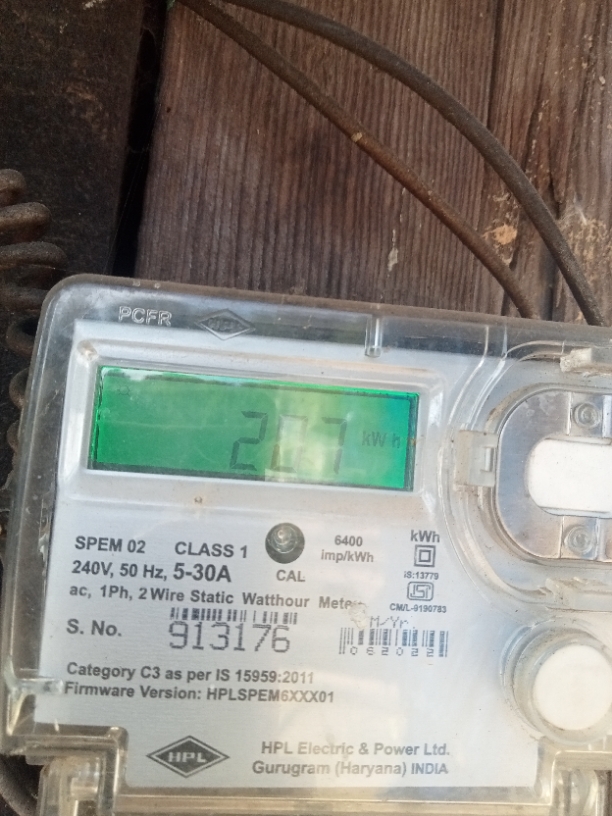 PCFR HPL
207 kWh
SPEM 02 CLASS 1 6400 imp/kWh kWh
240V, 50 Hz, 5-30A CAL IS:13779
ac, 1Ph, 2 Wire Static Watthour Meter CM/L-9190783
M/Yr.
S. No. 913176 062022
Category C3 as per IS 15959:2011
Firmware Version: HPLSPEM6XXX01
HPL HPL Electric & Power Ltd.
Gurugram (Haryana) INDIA